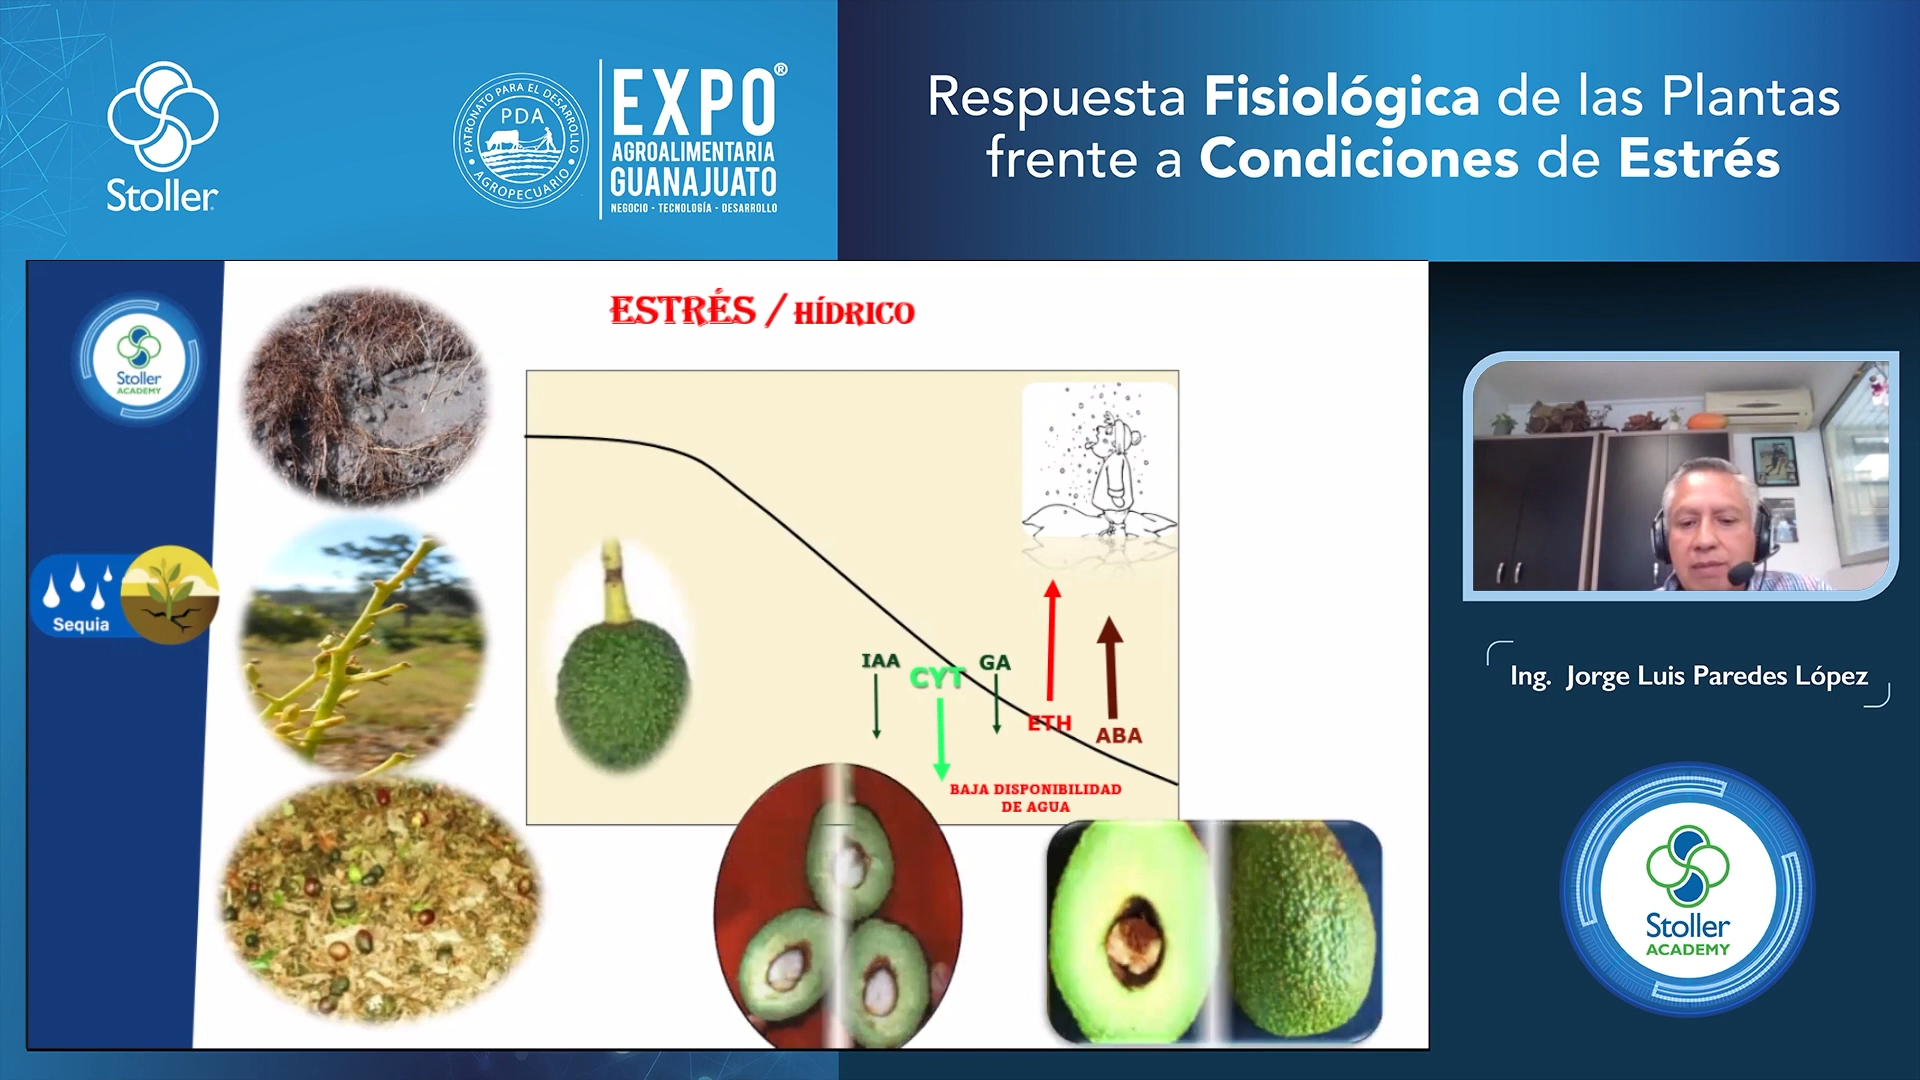 Stoller
PATRONATO PARA EL DESARROLLO
PDA
AGROPECUARIO
EXPO®
AGROALIMENTARIA
GUANAJUATO
NEGOCIO - TECNOLOGÍA - DESARROLLO
Respuesta Fisiológica de las Plantas
frente a Condiciones de Estrés
ESTRÉS / HÍDRICO
Stoller
ACADEMY
Sequia
IAA
CYT
GA
ETH
ABA
BAJA DISPONIBILIDAD
DE AGUA
Ing. Jorge Luis Paredes López
Stoller
ACADEMY